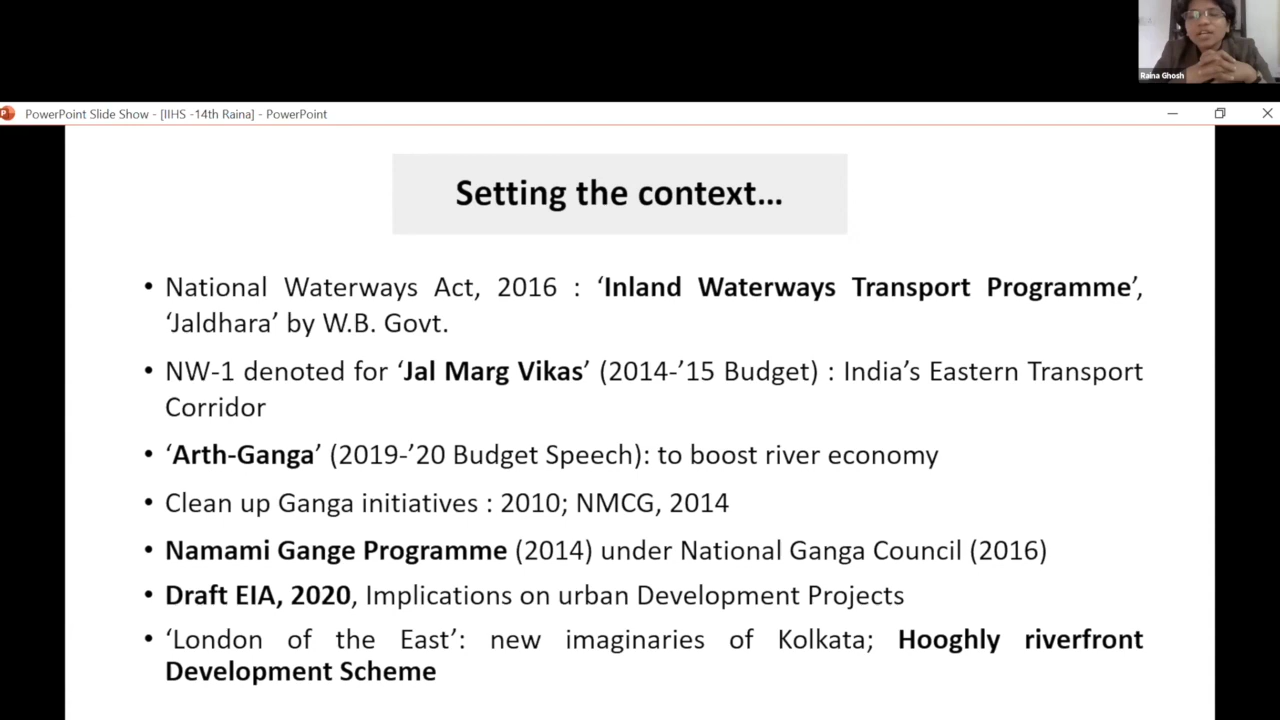 Raina Ghosh
PowerPoint Slide Show - [IIHS -14th Raina] - PowerPoint
Setting the context...
• National Waterways Act, 2016 : ‘Inland Waterways Transport Programme’,
‘Jaldhara’ by W.B. Govt.
• NW-1 denoted for ‘Jal Marg Vikas’ (2014-’15 Budget) : India’s Eastern Transport
Corridor
• ‘Arth-Ganga’ (2019-’20 Budget Speech): to boost river economy
• Clean up Ganga initiatives : 2010; NMCG, 2014
• Namami Gange Programme (2014) under National Ganga Council (2016)
• Draft EIA, 2020, Implications on urban Development Projects
• ‘London of the East’: new imaginaries of Kolkata; Hooghly riverfront
Development Scheme